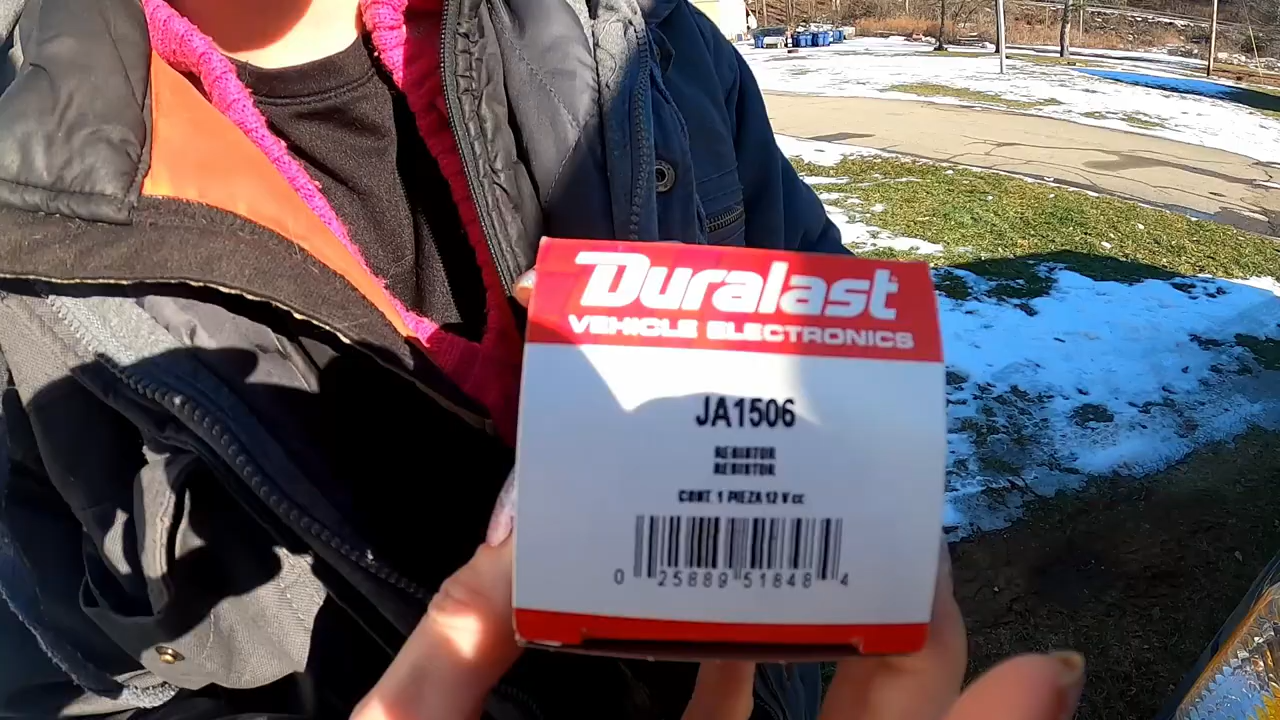 Duralast
VEHICLE ELECTRONICS
JA1506
RESISTOR
RESISTOR
CONT. 1 PIEZA 12 V cc
0 25889 51848 4